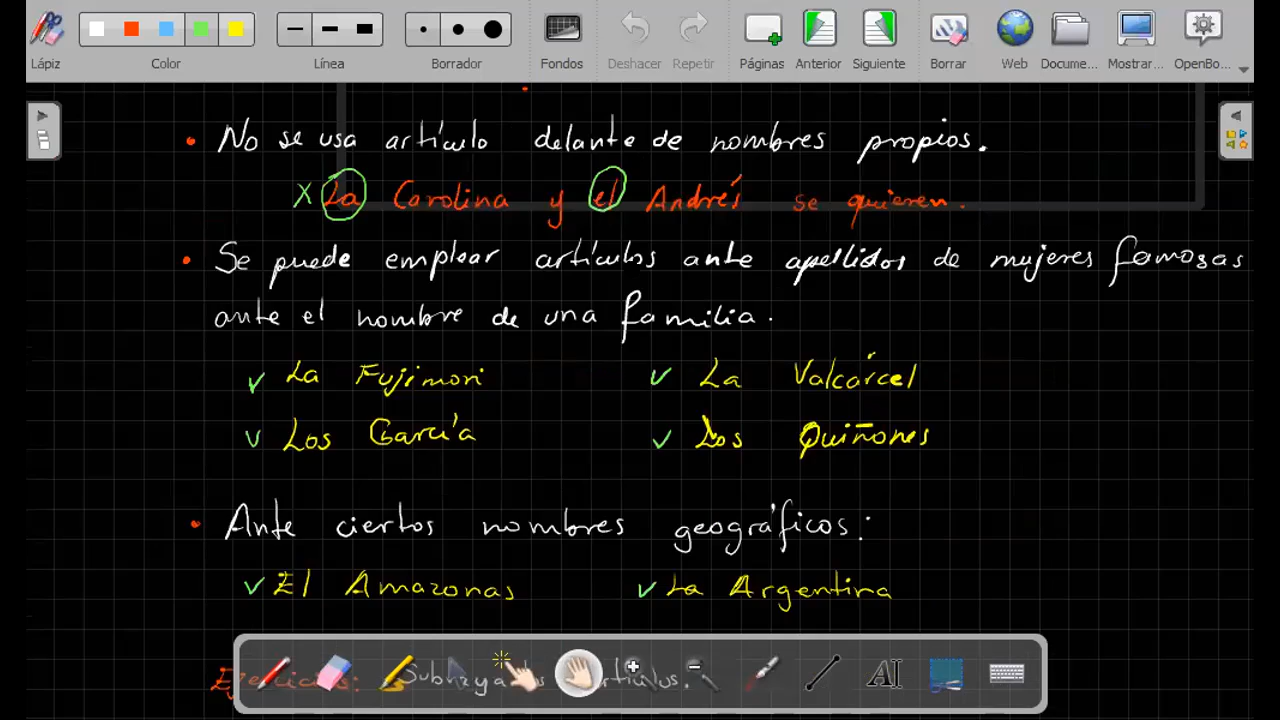 Lápiz Color Línea Borrador Fondos Deshacer Repetir Páginas Anterior Siguiente Borrar Web Docume... Mostrar... OpenBo...
• No se usa artículo delante de nombres propios.
X La Carolina y el Andrés se quieren.
• Se puede emplear artículos ante apellidos de mujeres famosas
ante el nombre de una familia.
✓ La Fujimori ✓ La Valcárcel
✓ Los García ✓ Los Quiñones
• Ante ciertos nombres geográficos:
✓ El Amazonas ✓ La Argentina
Subraya los artículos.